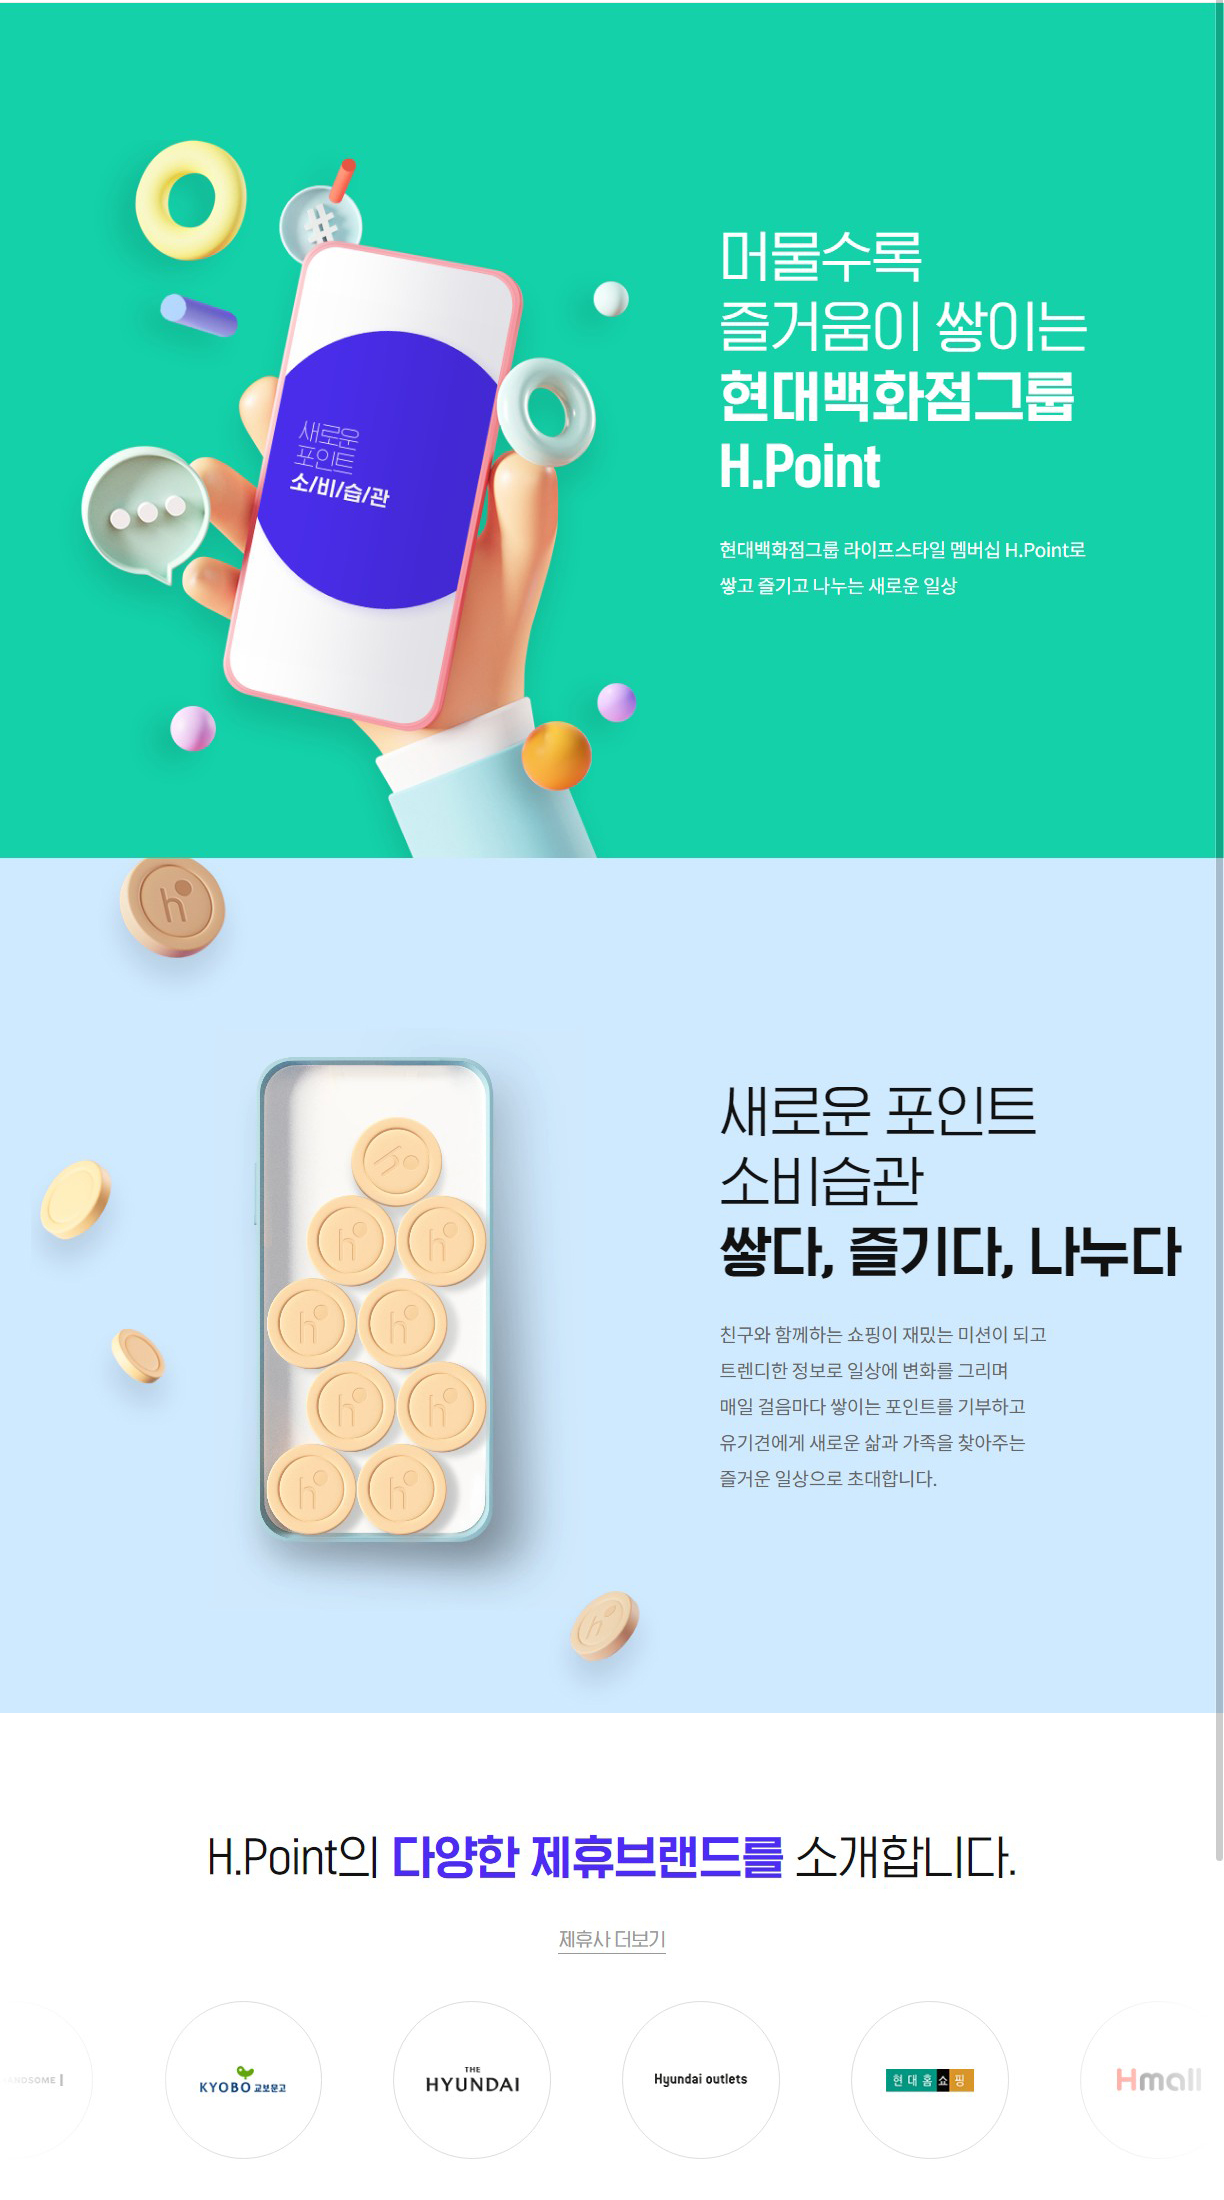 머물수록
즐거움이 쌓이는
현대백화점그룹
H.Point
현대백화점그룹 라이프스타일 멤버십 H.Point로
쌓고 즐기고 나누는 새로운 일상
#
새로운
포인트
소/비/습/관
h
새로운 포인트
소비습관
쌓다, 즐기다, 나누다
친구와 함께하는 쇼핑이 재밌는 미션이 되고
트렌디한 정보로 일상에 변화를 그리며
매일 걸음마다 쌓이는 포인트를 기부하고
유기견에게 새로운 삶과 가족을 찾아주는
즐거운 일상으로 초대합니다.
h
h h
h h
h h
h h
h
H.Point의 다양한 제휴브랜드를 소개합니다.
제휴사 더보기
ANDSOME
KYOBO 교보문고
THE
HYUNDAI
Hyundai outlets
현대홈쇼핑
Hmall